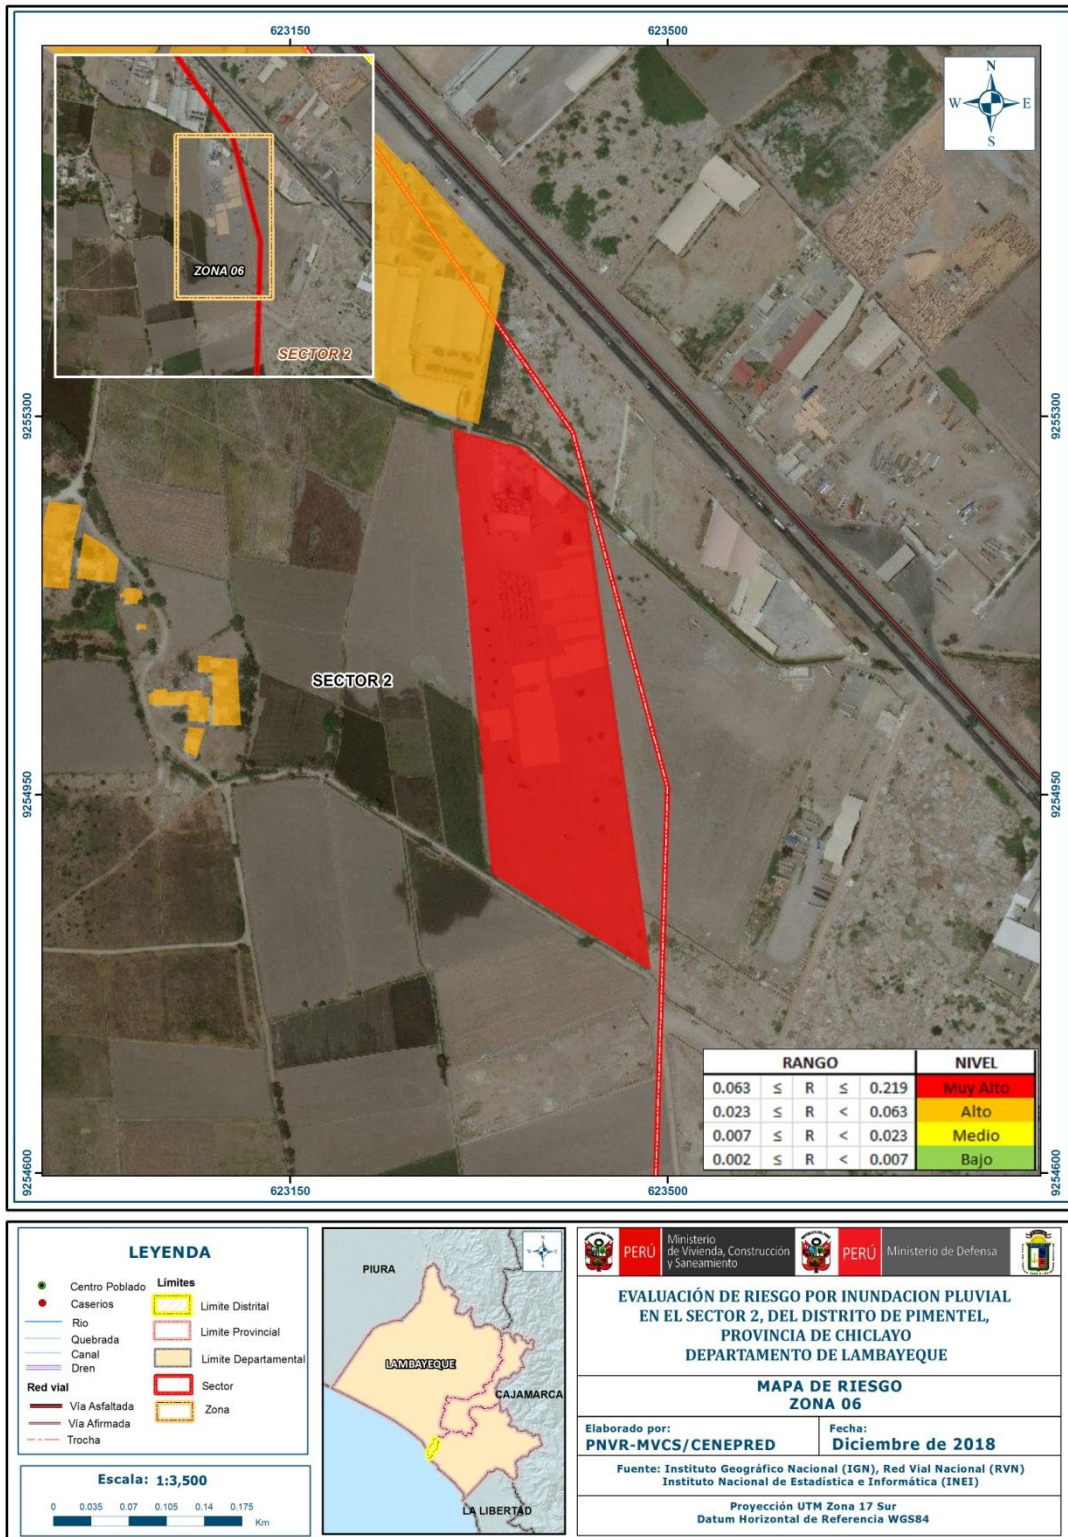 623150
623500
N
W
E
S
ZONA 06
SECTOR 2
9255300
9255300
SECTOR 2
9254950
9254950
RANGO NIVEL
0.063 ≤ R ≤ 0.219 Muy Alto
0.023 ≤ R < 0.063 Alto
0.007 ≤ R < 0.023 Medio
0.002 ≤ R < 0.007 Bajo
9254600
9254600
623150
623500
LEYENDA
Centro Poblado
Caserios
Rio
Quebrada
Canal
Dren
Red vial
Vía Asfaltada
Vía Afirmada
Trocha
Límites
Limite Distrital
Limite Provincial
Limite Departamental
Sector
Zona
Escala: 1:3,500
0 0.035 0.07 0.105 0.14 0.175
Km
PIURA
LAMBAYEQUE
CAJAMARCA
LA LIBERTAD
PERÚ
Ministerio
de Vivienda, Construcción
y Saneamiento
PERÚ
Ministerio de Defensa
EVALUACIÓN DE RIESGO POR INUNDACION PLUVIAL
EN EL SECTOR 2, DEL DISTRITO DE PIMENTEL,
PROVINCIA DE CHICLAYO
DEPARTAMENTO DE LAMBAYEQUE
MAPA DE RIESGO
ZONA 06
Elaborado por:
PNVR-MVCS/CENEPRED
Fecha:
Diciembre de 2018
Fuente: Instituto Geográfico Nacional (IGN), Red Vial Nacional (RVN)
Instituto Nacional de Estadística e Informática (INEI)
Proyección UTM Zona 17 Sur
Datum Horizontal de Referencia WGS84